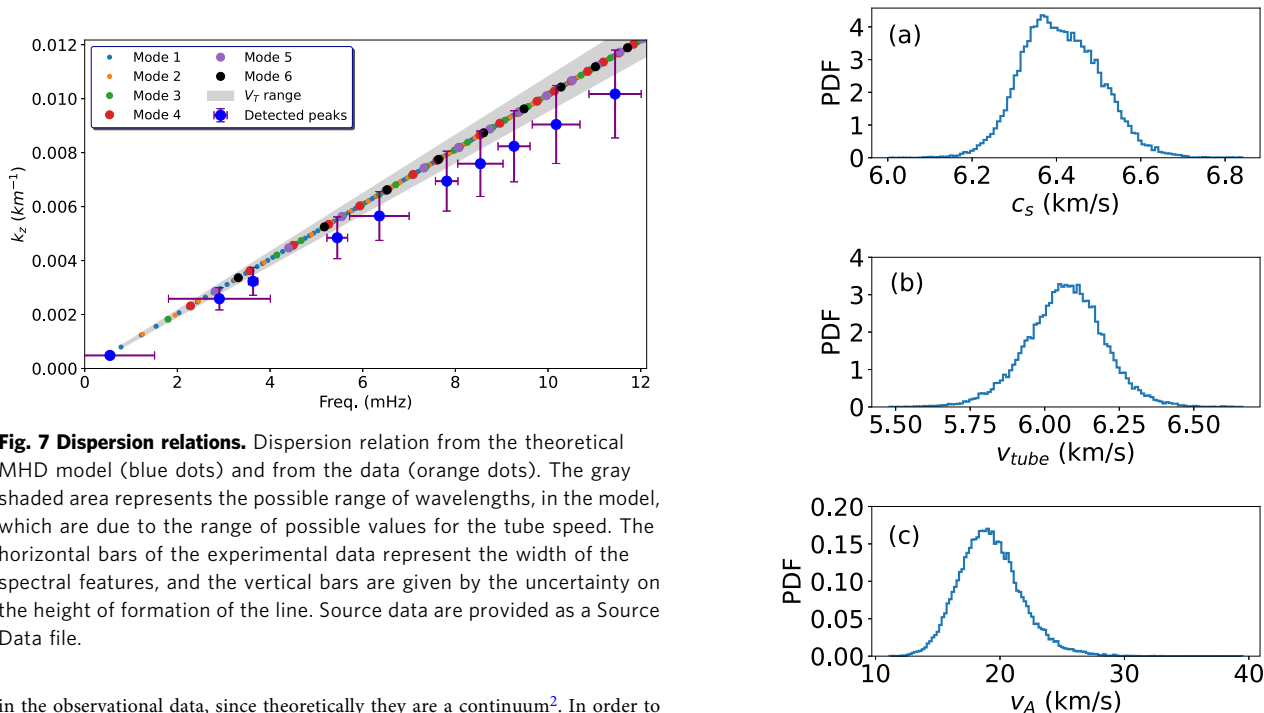 0.012
0.010
0.008
0.006
0.004
0.002
0.000
k_z (km⁻¹)
0
2
4
6
8
10
12
Freq. (mHz)
Mode 1
Mode 2
Mode 3
Mode 4
Mode 5
Mode 6
V_T range
Detected peaks
Fig. 7 Dispersion relations. Dispersion relation from the theoretical
MHD model (blue dots) and from the data (orange dots). The gray
shaded area represents the possible range of wavelengths, in the model,
which are due to the range of possible values for the tube speed. The
horizontal bars of the experimental data represent the width of the
spectral features, and the vertical bars are given by the uncertainty on
the height of formation of the line. Source data are provided as a Source
Data file.
in the observational data, since theoretically they are a continuum². In order to
(a)
4
3
2
1
0
PDF
6.0
6.2
6.4
6.6
6.8
c_s (km/s)
(b)
4
3
2
1
0
PDF
5.50
5.75
6.00
6.25
6.50
v_tube (km/s)
(c)
0.20
0.15
0.10
0.05
0.00
PDF
10
20
30
40
v_A (km/s)